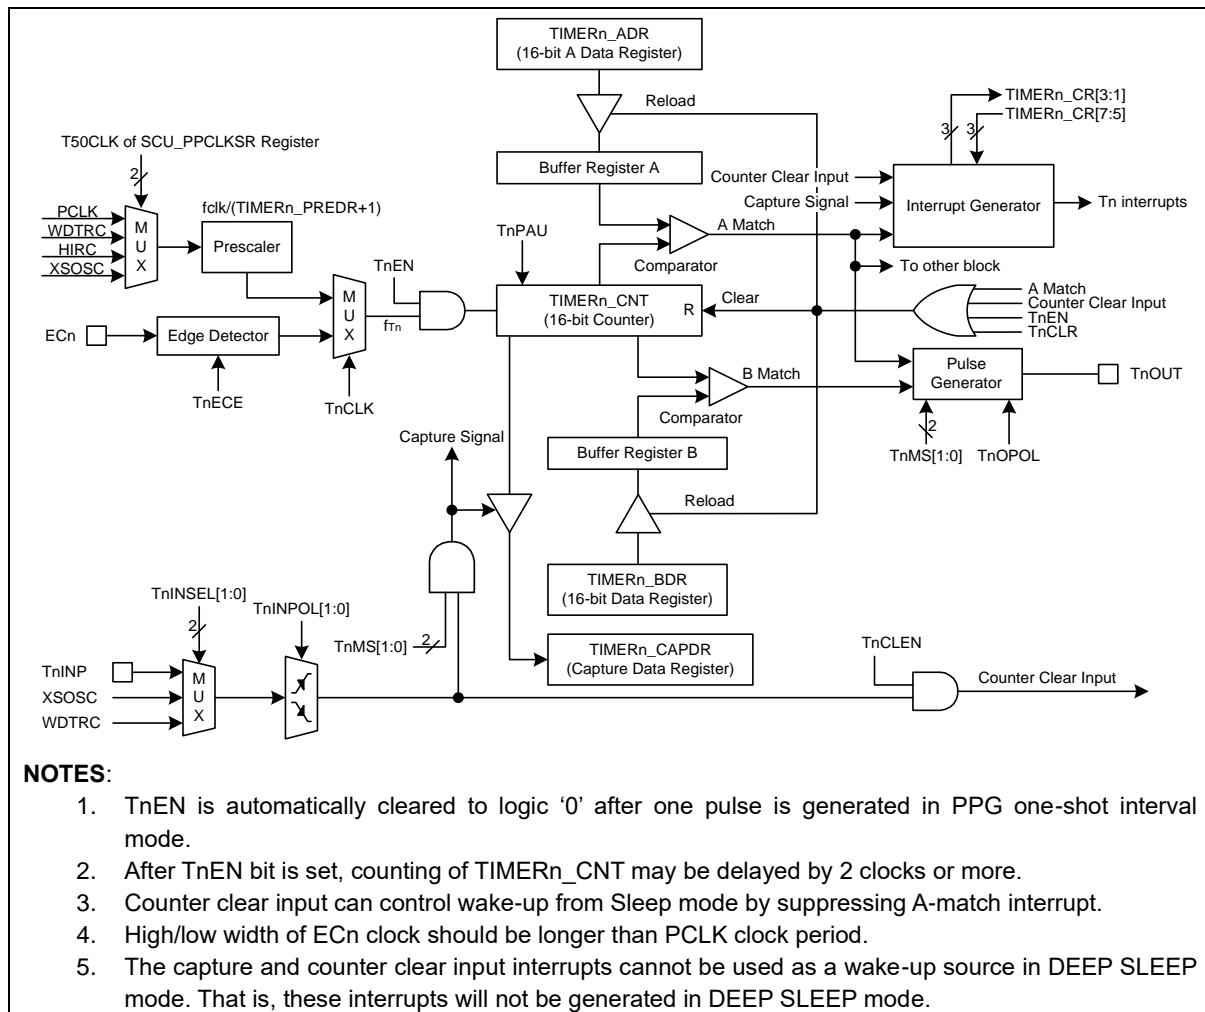 TIMERn_ADR
(16-bit A Data Register)
Reload
TIMERn_CR[3:1]
TIMERn_CR[7:5]
3
3
T50CLK of SCU_PPCLKSR Register
2
Buffer Register A
Counter Clear Input
Capture Signal
Interrupt Generator
Tn interrupts
PCLK
WDTRC
HIRC
XSOSC
MUX
fclk/(TIMERn_PREDR+1)
Prescaler
TnPAU
A Match
Comparator
To other block
TnEN
MUX
fTn
TIMERn_CNT
(16-bit Counter)
R
Clear
A Match
Counter Clear Input
TnEN
TnCLR
ECn
Edge Detector
TnECE
TnCLK
B Match
Comparator
Pulse
Generator
TnOUT
2
TnMS[1:0]
TnOPOL
Capture Signal
Buffer Register B
Reload
TIMERn_BDR
(16-bit Data Register)
TnINSEL[1:0]
2
TnINPOL[1:0]
TnMS[1:0]
2
TIMERn_CAPDR
(Capture Data Register)
TnCLEN
TnINP
XSOSC
WDTRC
MUX
Counter Clear Input
NOTES:
1. TnEN is automatically cleared to logic ‘0’ after one pulse is generated in PPG one-shot interval
mode.
2. After TnEN bit is set, counting of TIMERn_CNT may be delayed by 2 clocks or more.
3. Counter clear input can control wake-up from Sleep mode by suppressing A-match interrupt.
4. High/low width of ECn clock should be longer than PCLK clock period.
5. The capture and counter clear input interrupts cannot be used as a wake-up source in DEEP SLEEP
mode. That is, these interrupts will not be generated in DEEP SLEEP mode.